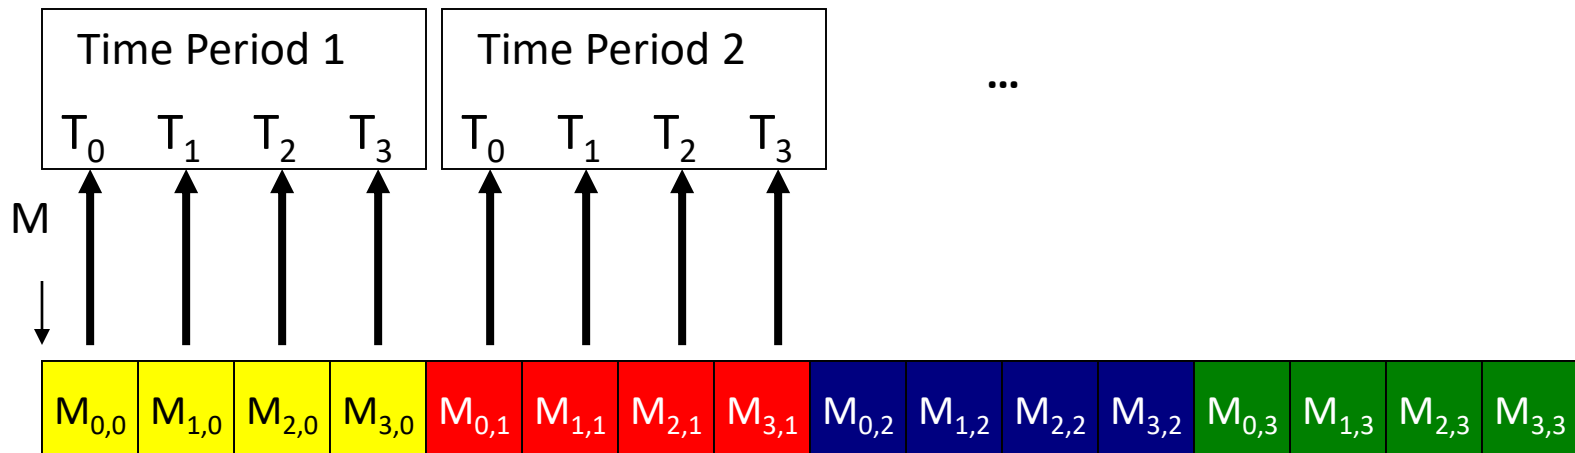 Time Period 1 Time Period 2
...
T0 T1 T2 T3 T0 T1 T2 T3
M
M0,0 M1,0 M2,0 M3,0 M0,1 M1,1 M2,1 M3,1 M0,2 M1,2 M2,2 M3,2 M0,3 M1,3 M2,3 M3,3